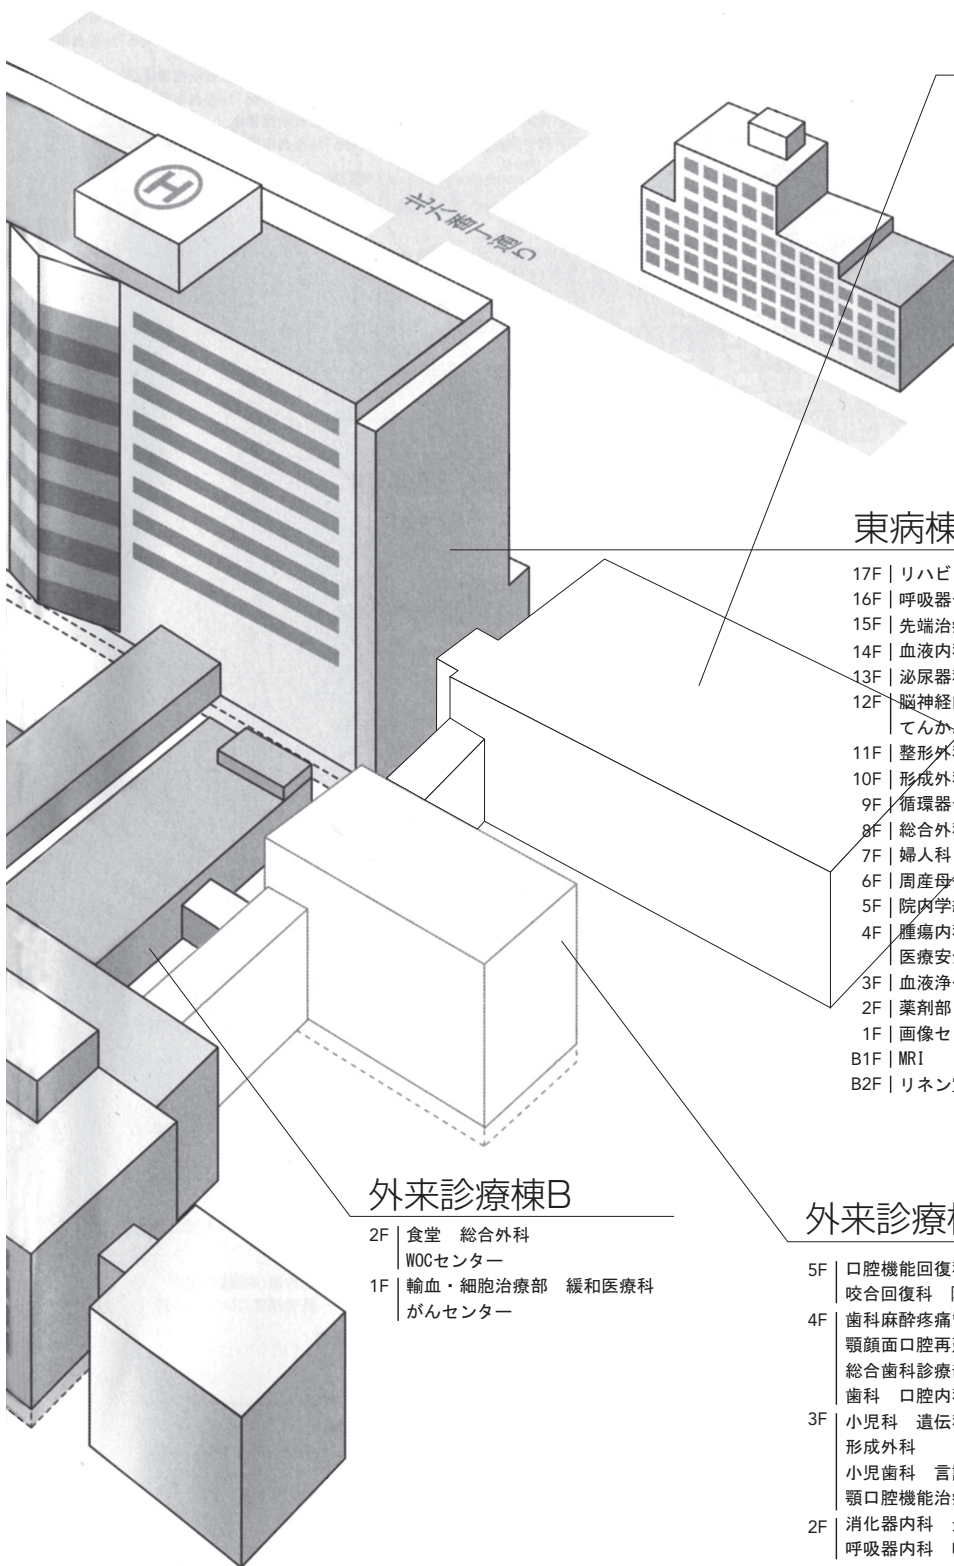 H
北六番丁通り
東病棟
17F | リハビ
16F | 呼吸器
15F | 先端治
14F | 血液内
13F | 泌尿器
12F | 脳神経
てんか
11F | 整形外
10F | 形成外
9F | 循環器
8F | 総合外
7F | 婦人科
6F | 周産母
5F | 院内学
4F | 腫瘍内
医療安
3F | 血液浄
2F | 薬剤部
1F | 画像セ
B1F | MRI
B2F | リネン
外来診療棟B
2F | 食堂 総合外科
WOCセンター
1F | 輸血・細胞治療部 緩和医療科
がんセンター
外来診療
5F | 口腔機能回復
咬合回復科
4F | 歯科麻酔疼痛
顎顔面口腔再
総合歯科診療
歯科 口腔内
3F | 小児科 遺伝
形成外科
小児歯科 言
顎口腔機能治
2F | 消化器内科
呼吸器内科